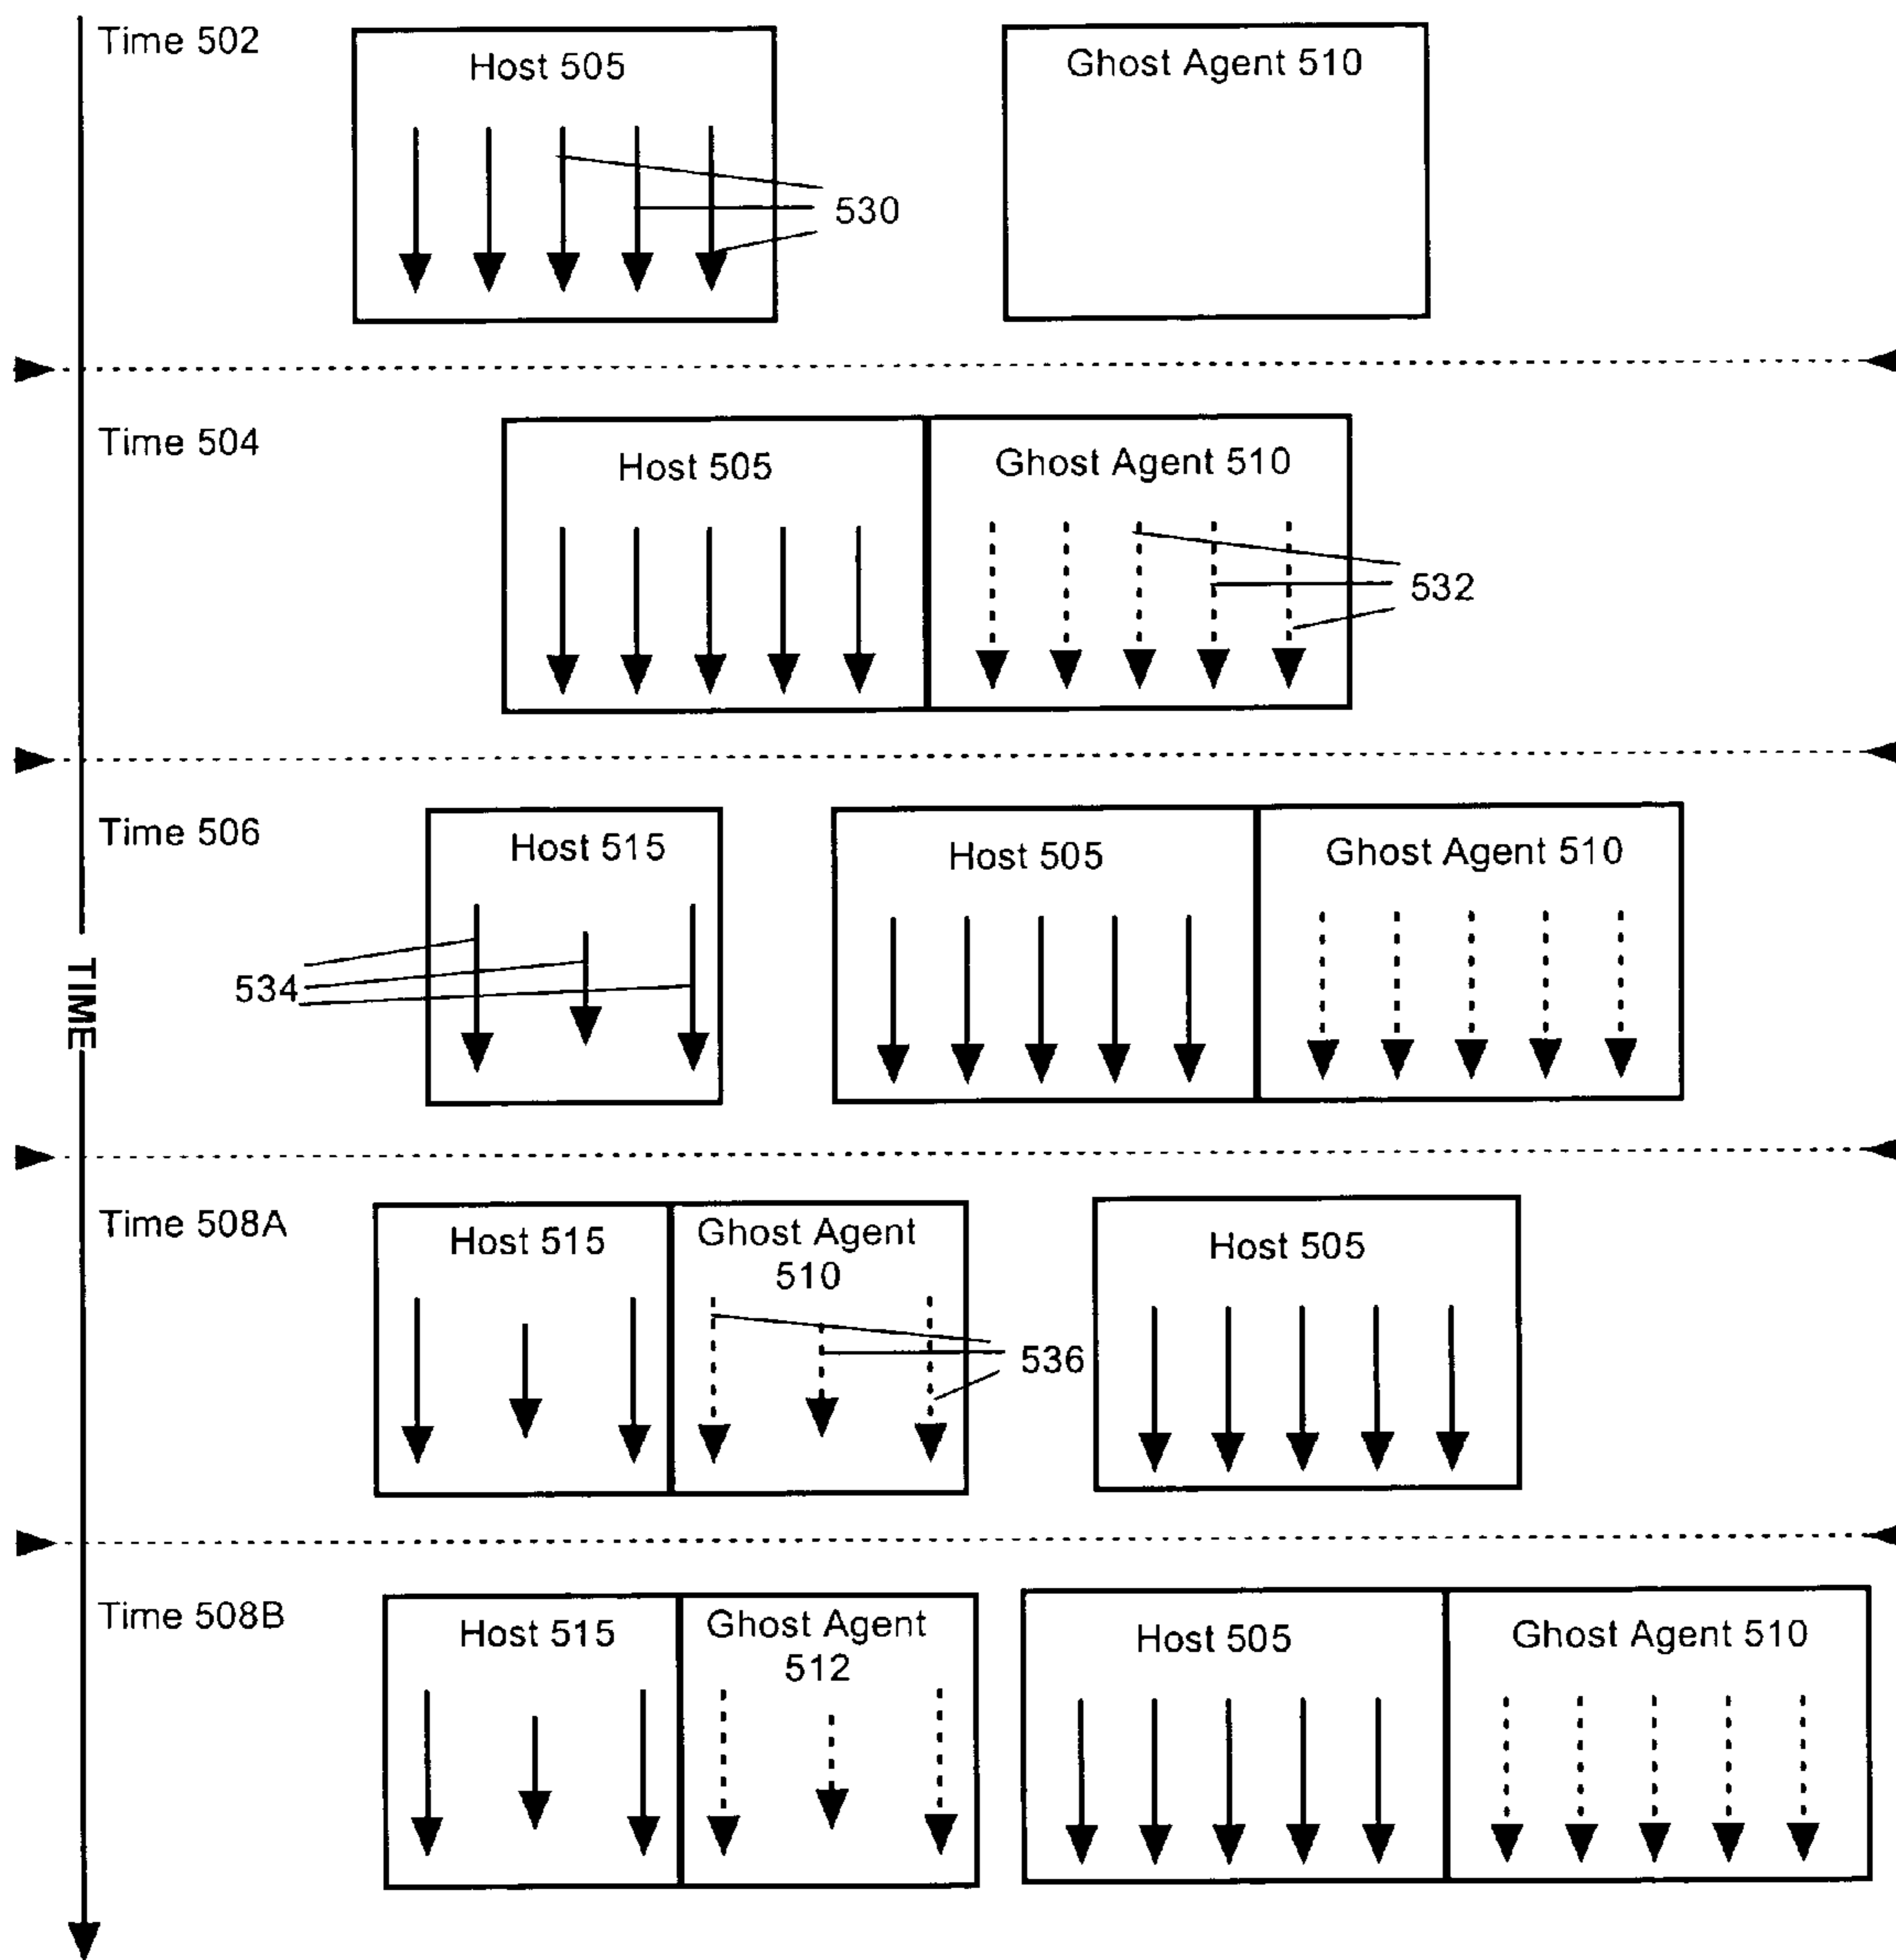 Time 502
Host 505
Ghost Agent 510
530
Time 504
Host 505
Ghost Agent 510
532
Time 506
Host 515
Host 505
Ghost Agent 510
534
TIME
Time 508A
Host 515
Ghost Agent
510
Host 505
536
Time 508B
Host 515
Ghost Agent
512
Host 505
Ghost Agent 510